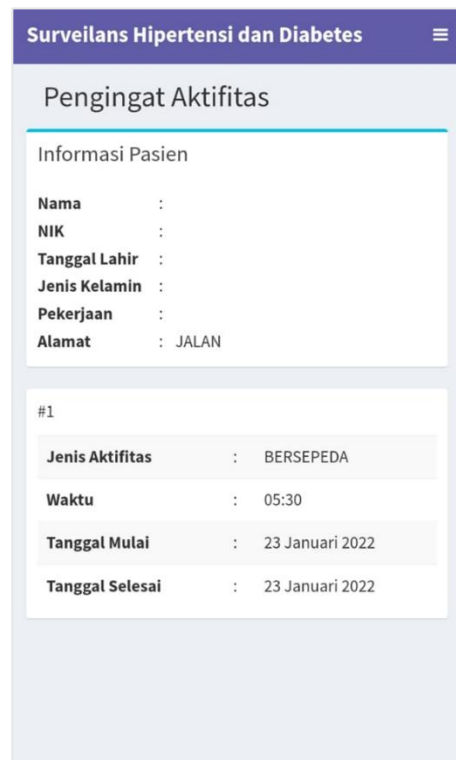 Surveilans Hipertensi dan Diabetes
Pengingat Aktifitas
Informasi Pasien
Nama :
NIK :
Tanggal Lahir :
Jenis Kelamin :
Pekerjaan :
Alamat : JALAN
#1
Jenis Aktifitas : BERSEPEDA
Waktu : 05:30
Tanggal Mulai : 23 Januari 2022
Tanggal Selesai : 23 Januari 2022